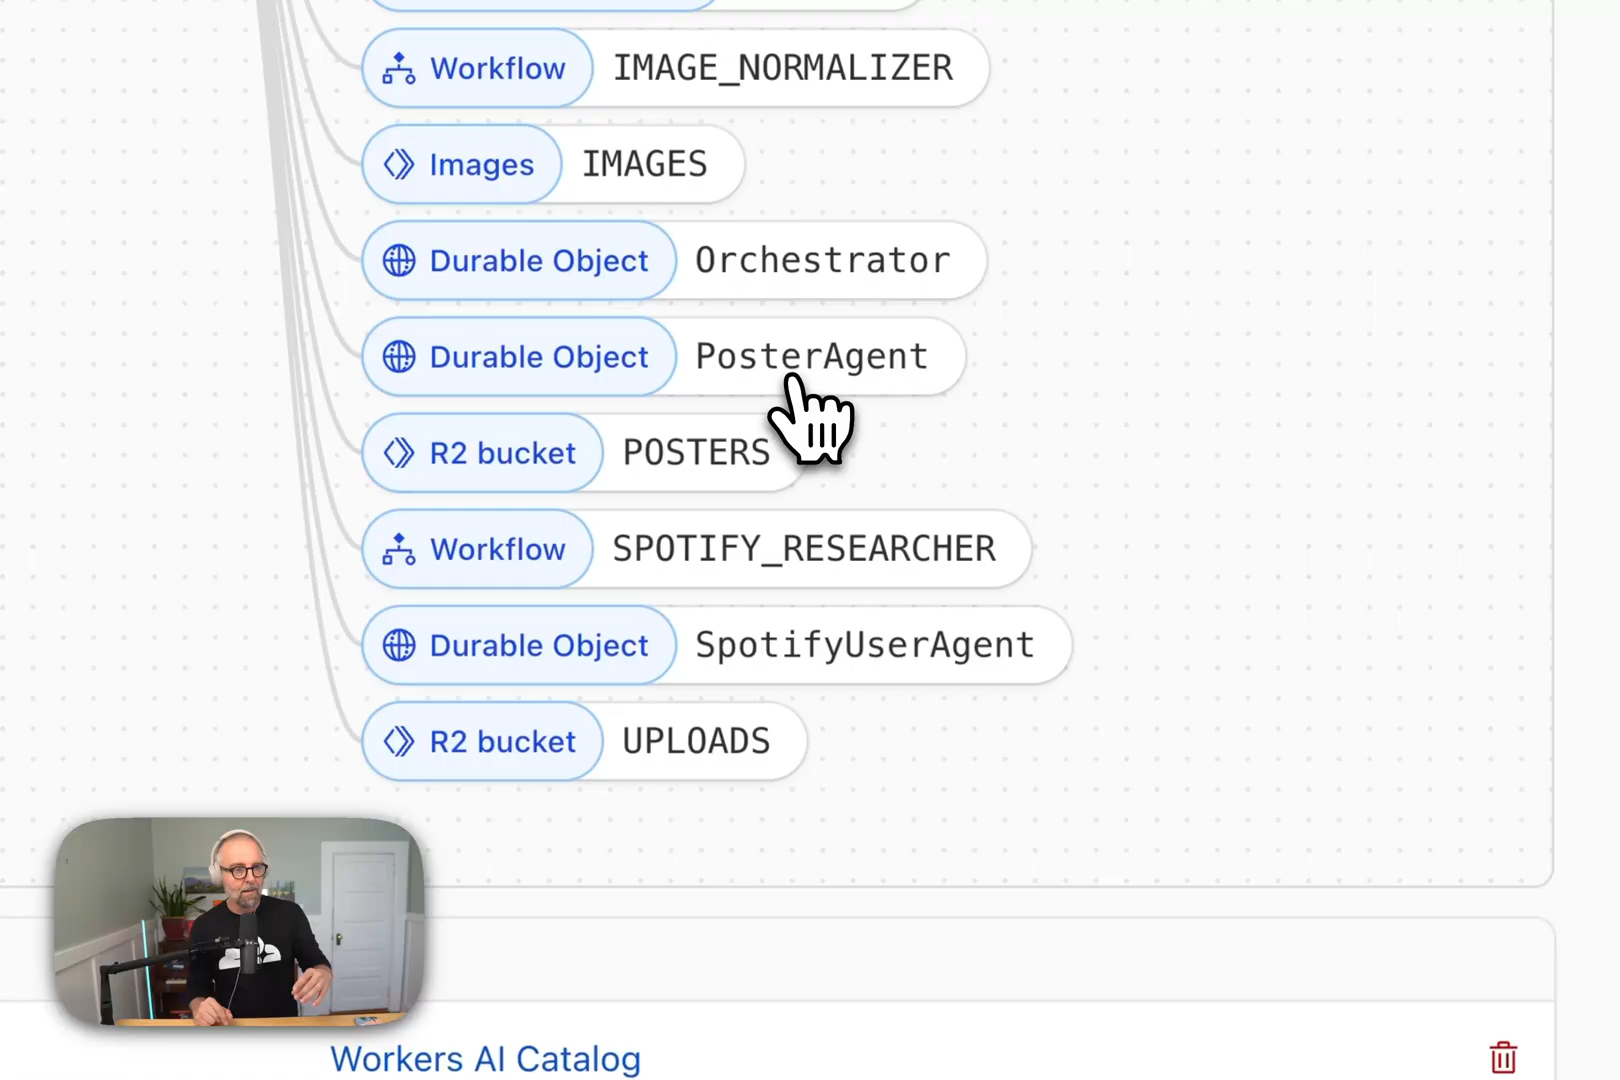 Workflow IMAGE_NORMALIZER
Images IMAGES
Durable Object Orchestrator
Durable Object PosterAgent
R2 bucket POSTERS
Workflow SPOTIFY_RESEARCHER
Durable Object SpotifyUserAgent
R2 bucket UPLOADS
Workers AI Catalog